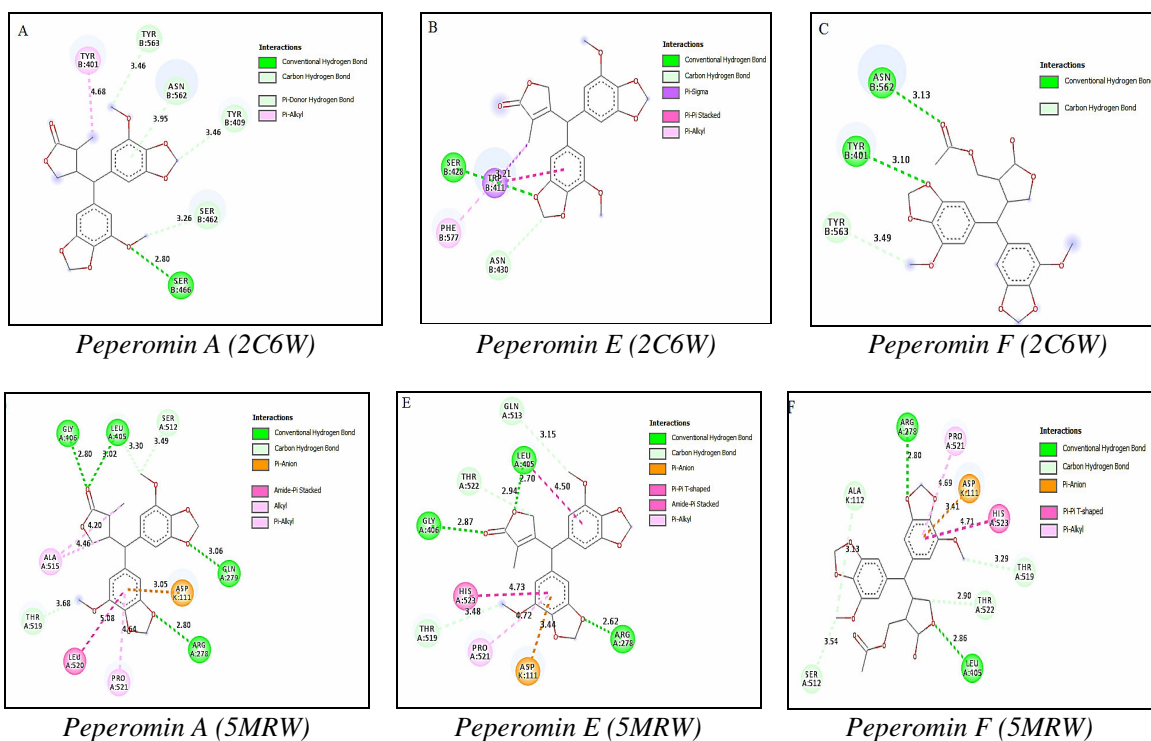 A
TYR
B:563
TYR
B:401
ASN
B:562
TYR
B:409
SER
B:462
SER
B:466
3.46
4.68
3.95
3.46
3.26
2.80
Interactions
Conventional Hydrogen Bond
Carbon Hydrogen Bond
Pi-Donor Hydrogen Bond
Pi-Alkyl
B
SER
B:428
TRP
B:411
PHE
B:577
ASN
B:430
3.21
Interactions
Conventional Hydrogen Bond
Carbon Hydrogen Bond
Pi-Sigma
Pi-Pi Stacked
Pi-Alkyl
C
ASN
B:562
TYR
B:401
TYR
B:563
3.13
3.10
3.49
Interactions
Conventional Hydrogen Bond
Carbon Hydrogen Bond
Peperomin A (2C6W)
Peperomin E (2C6W)
Peperomin F (2C6W)
GLY
A:406
LEU
A:405
SER
A:512
2.80
3.02
3.30
3.49
4.20
4.46
ALA
A:515
3.06
GLN
A:279
3.05
ASP
K:111
THR
A:519
3.68
5.08
4.64
2.80
LEU
A:520
PRO
A:521
ARG
A:278
Interactions
Conventional Hydrogen Bond
Carbon Hydrogen Bond
Pi-Anion
Amide-Pi Stacked
Alkyl
Pi-Alkyl
E
GLN
A:513
3.15
LEU
A:405
2.70
4.50
THR
A:522
2.94
GLY
A:406
2.87
HIS
A:523
4.73
THR
A:519
3.48
4.72
3.44
2.62
ARG
A:278
PRO
A:521
ASP
K:111
Interactions
Conventional Hydrogen Bond
Carbon Hydrogen Bond
Pi-Anion
Pi-Pi T-shaped
Amide-Pi Stacked
Pi-Alkyl
F
ARG
A:278
PRO
A:521
2.80
4.69
ASP
K:111
3.41
ALA
K:112
4.71
HIS
A:523
3.13
3.29
THR
A:519
2.90
THR
A:522
3.54
2.86
SER
A:512
LEU
A:405
Interactions
Conventional Hydrogen Bond
Carbon Hydrogen Bond
Pi-Anion
Pi-Pi T-shaped
Pi-Alkyl
Peperomin A (5MRW)
Peperomin E (5MRW)
Peperomin F (5MRW)